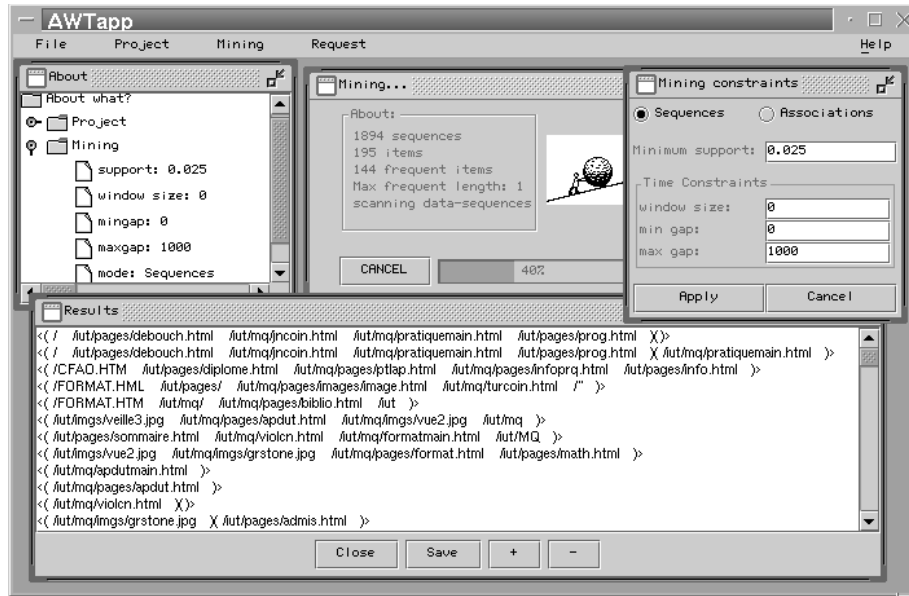 AWTapp
File Project Mining Request Help
About
About what?
Project
Mining
support: 0.025
window size: 0
mingap: 0
maxgap: 1000
mode: Sequences
Mining...
About:
1894 sequences
195 items
144 frequent items
Max frequent length: 1
scanning data-sequences
CANCEL 40%
Mining constraints
Sequences Associations
Minimum support: 0.025
Time Constraints
window size: 0
min gap: 0
max gap: 1000
Apply Cancel
Results
<( / /iut/pages/debouch.html /iut/mq/jncoin.html /iut/mq/pratiquemain.html /iut/pages/prog.html )()>
<( / /iut/pages/debouch.html /iut/mq/jncoin.html /iut/mq/pratiquemain.html /iut/pages/prog.html )( /iut/mq/pratiquemain.html )>
<( /CFAO.HTM /iut/pages/diplome.html /iut/mq/pages/ptlap.html /iut/mq/pages/infoprq.html /iut/pages/info.html )>
<( /FORMAT.HML /iut/pages/ /iut/mq/pages/images/image.html /iut/mq/turcoin.html /" )>
<( /FORMAT.HTM /iut/mq/ /iut/mq/pages/biblio.html /iut )>
<( /iut/imgs/veille3.jpg /iut/mq/pages/apdut.html /iut/mq/imgs/vue2.jpg /iut/mq )>
<( /iut/pages/sommaire.html /iut/mq/violcn.html /iut/mq/formatmain.html /iut/MQ )>
<( /iut/imgs/vue2.jpg /iut/mq/imgs/grstone.jpg /iut/mq/pages/format.html /iut/pages/math.html )>
<( /iut/mq/apdutmain.html )>
<( /iut/mq/pages/apdut.html )>
<( /iut/mq/violcn.html )()>
<( /iut/mq/imgs/grstone.jpg )( /iut/pages/admis.html )>
Close Save + -